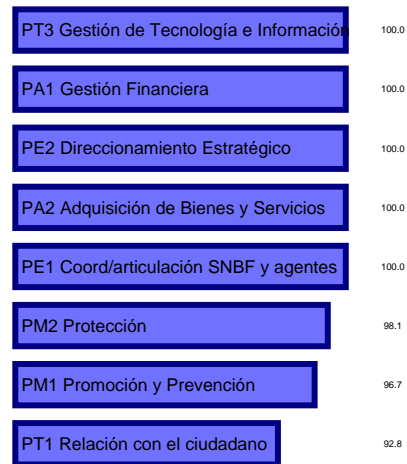 PT3 Gestión de Tecnología e Información 100.0
PA1 Gestión Financiera 100.0
PE2 Direccionamiento Estratégico 100.0
PA2 Adquisición de Bienes y Servicios 100.0
PE1 Coord/articulación SNBF y agentes 100.0
PM2 Protección 98.1
PM1 Promoción y Prevención 96.7
PT1 Relación con el ciudadano 92.8